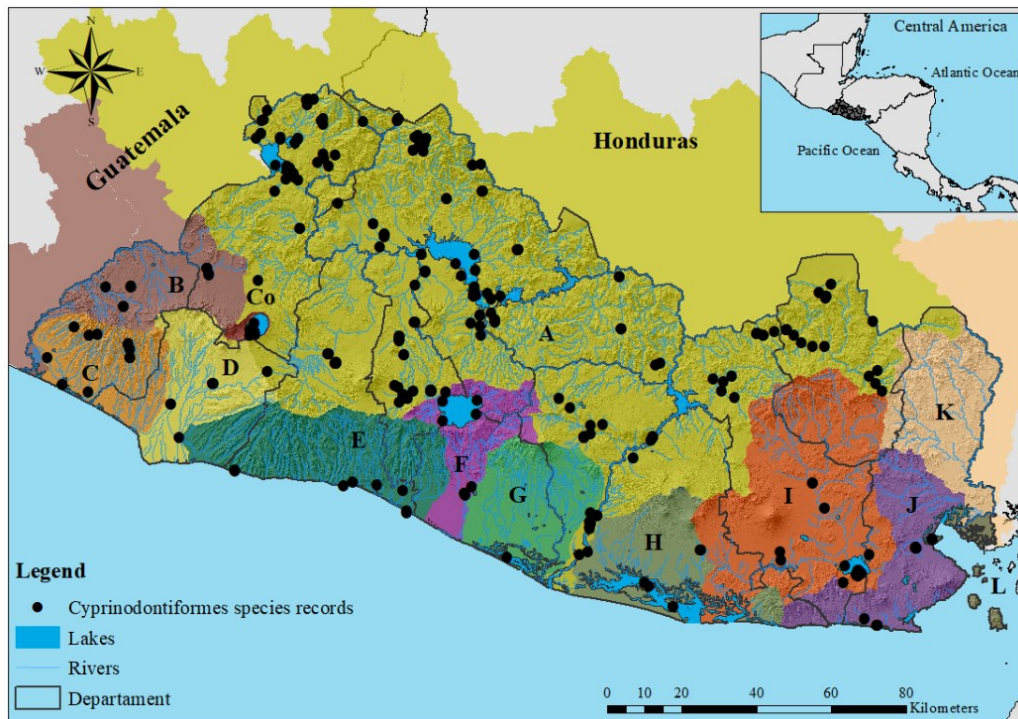 N
W
E
S
Guatemala
Honduras
Central America
Atlantic Ocean
Pacific Ocean
B
Co
A
C
D
E
F
G
H
I
J
K
L
Legend
Cyprinodontiformes species records
Lakes
Rivers
Departament
0 10 20 40 60 80
Kilometers